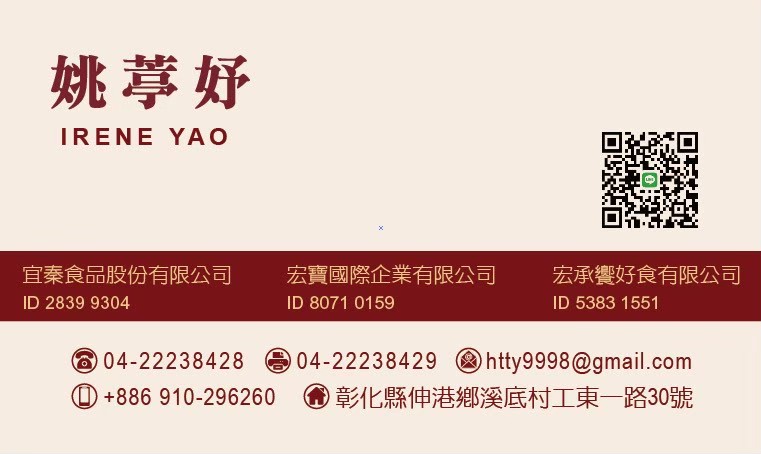 姚葶妤
IRENE YAO
宜秦食品股份有限公司
ID 2839 9304
宏寶國際企業有限公司
ID 8071 0159
宏承饗好食有限公司
ID 5383 1551
04-22238428 04-22238429 htty9998@gmail.com
+886 910-296260 彰化縣伸港鄉溪底村工東一路30號